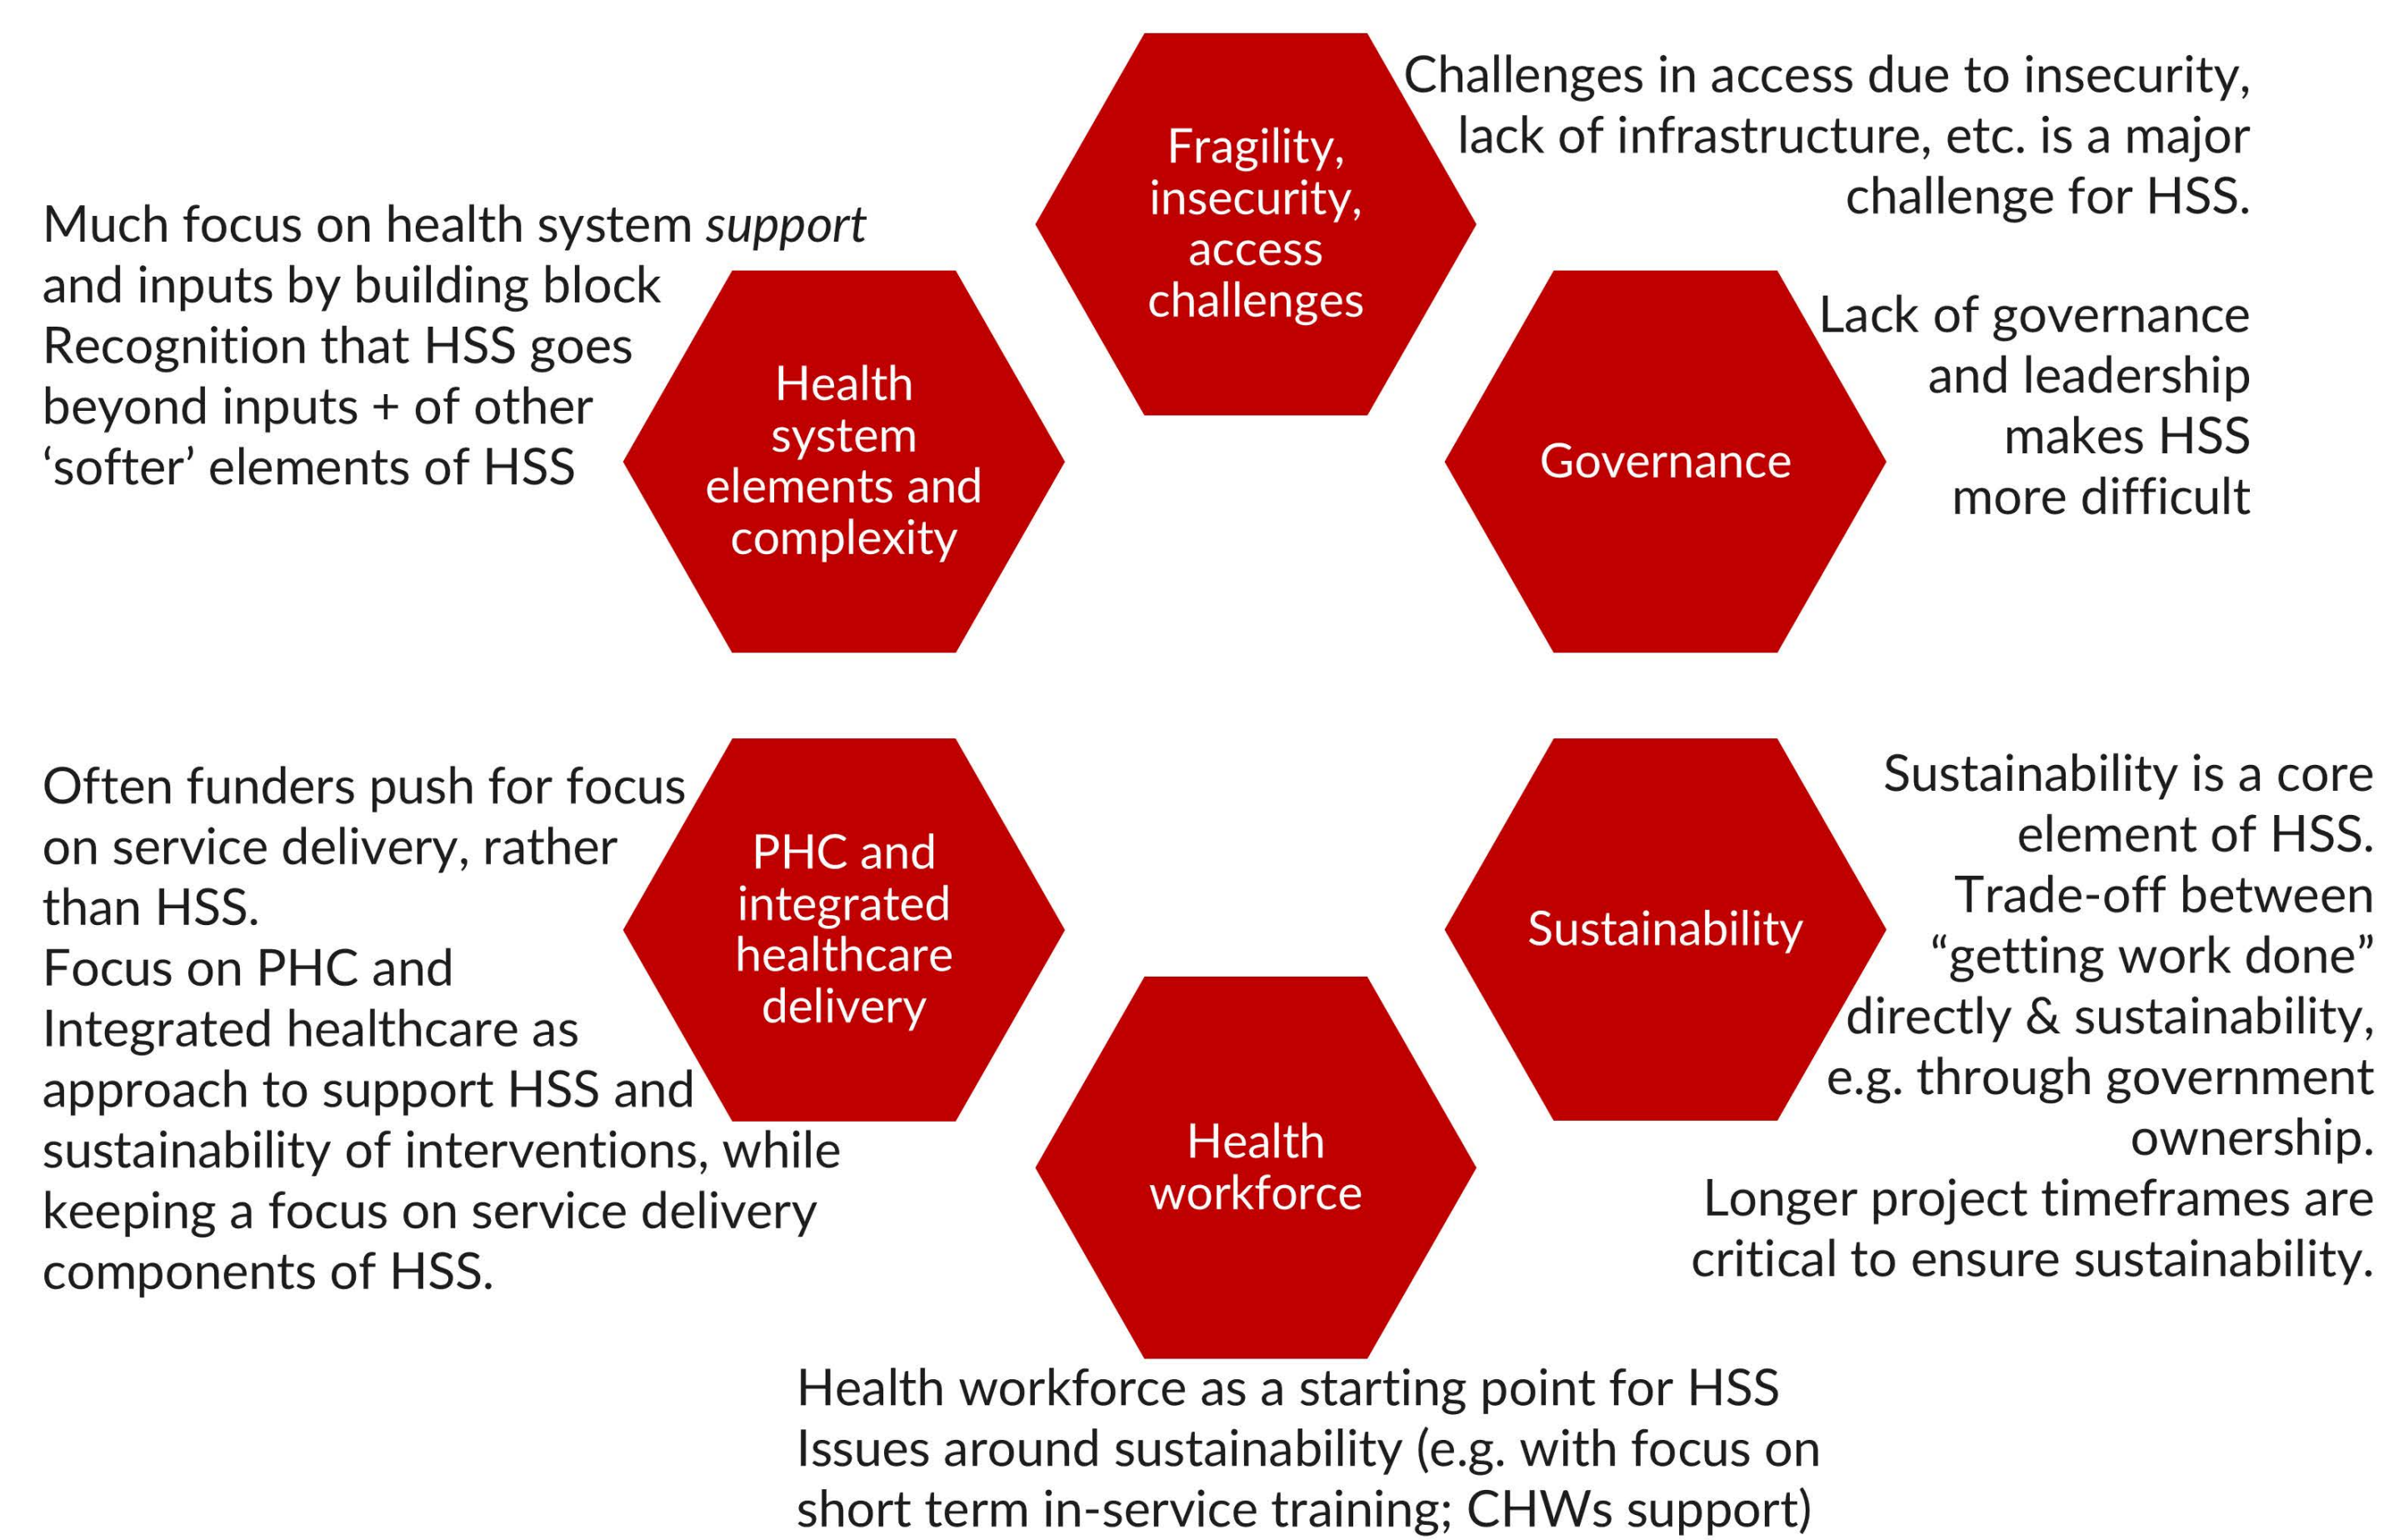 Fragility,
insecurity,
access
challenges
Challenges in access due to insecurity,
lack of infrastructure, etc. is a major
challenge for HSS.
Much focus on health system support
and inputs by building block
Recognition that HSS goes
beyond inputs + of other
‘softer’ elements of HSS
Health
system
elements and
complexity
Governance
Lack of governance
and leadership
makes HSS
more difficult
Often funders push for focus
on service delivery, rather
than HSS.
Focus on PHC and
Integrated healthcare as
approach to support HSS and
sustainability of interventions, while
keeping a focus on service delivery
components of HSS.
PHC and
integrated
healthcare
delivery
Sustainability
Sustainability is a core
element of HSS.
Trade-off between
“getting work done”
directly & sustainability,
e.g. through government
ownership.
Longer project timeframes are
critical to ensure sustainability.
Health
workforce
Health workforce as a starting point for HSS
Issues around sustainability (e.g. with focus on
short term in-service training; CHWs support)